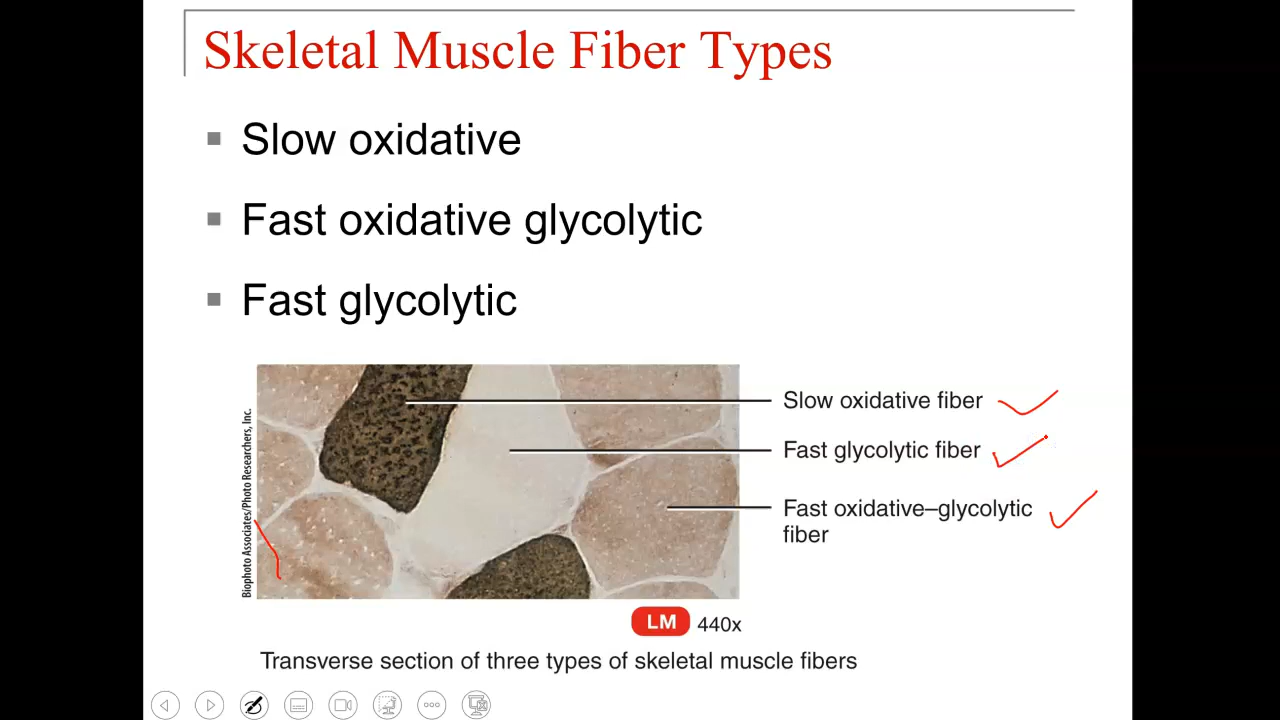 Skeletal Muscle Fiber Types
Slow oxidative
Fast oxidative glycolytic
Fast glycolytic
Biophoto Associates/Photo Researchers, Inc.
Slow oxidative fiber
Fast glycolytic fiber
Fast oxidative–glycolytic
fiber
LM 440x
Transverse section of three types of skeletal muscle fibers